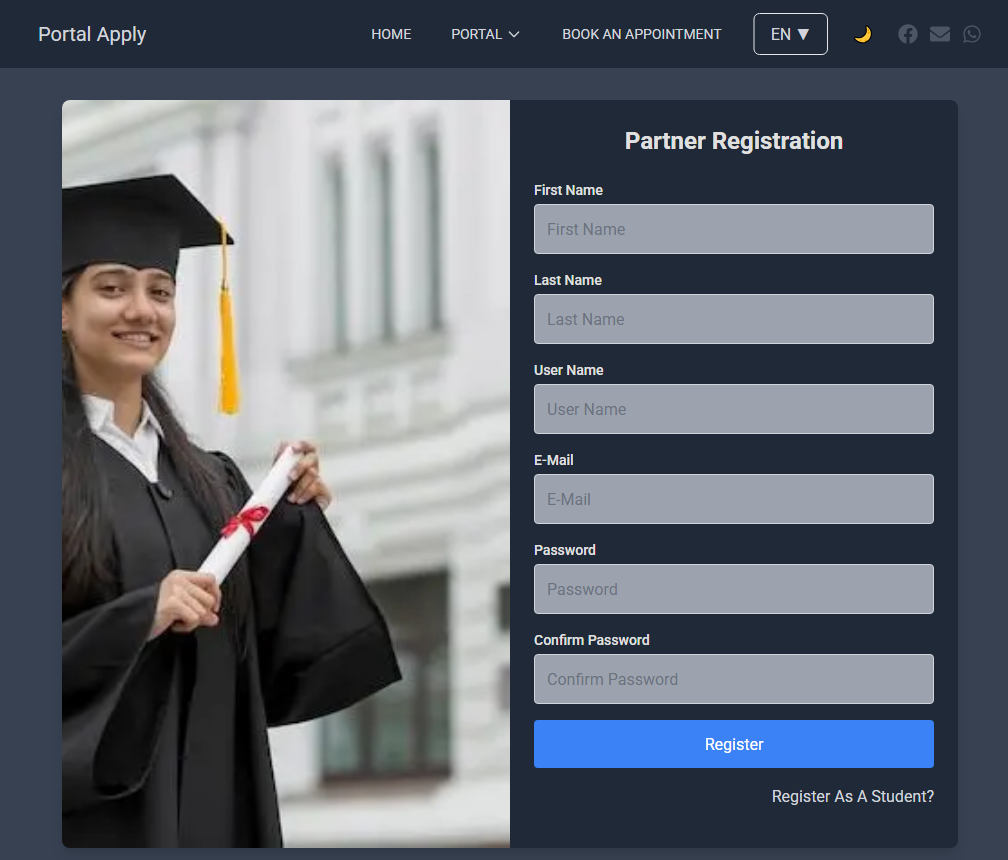 Portal Apply
HOME
PORTAL
BOOK AN APPOINTMENT
EN ▼
Partner Registration
First Name
First Name
Last Name
Last Name
User Name
User Name
E-Mail
E-Mail
Password
Password
Confirm Password
Confirm Password
Register
Register As A Student?